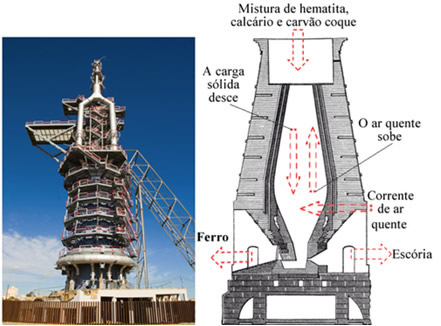 Mistura de hematita,
calcário e carvão coque
A carga
sólida
desce
O ar quente
sobe
Corrente
de ar
quente
Ferro
Escória